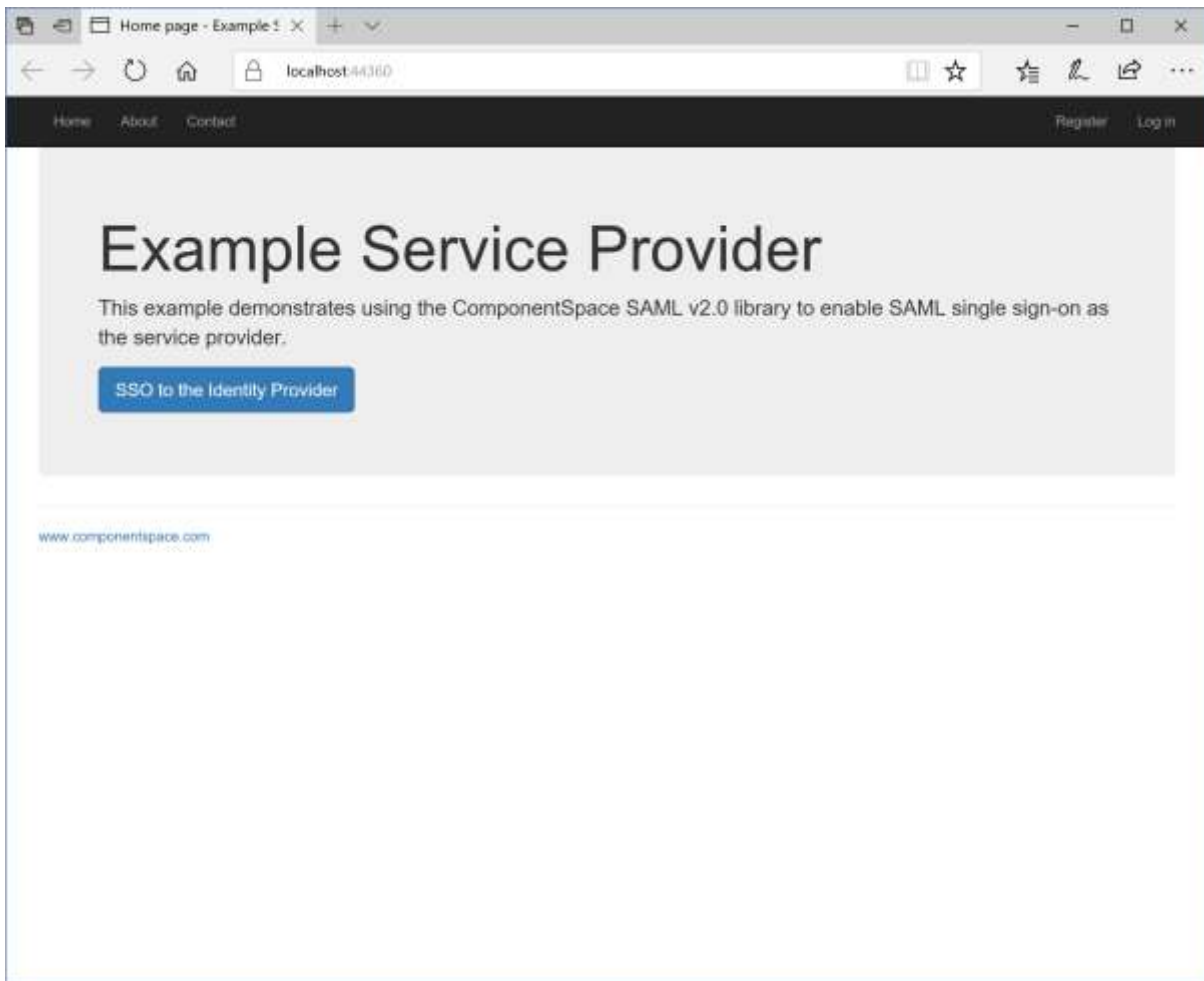 Home page - Example S
localhost:44360
Home About Contact Register Log in
Example Service Provider
This example demonstrates using the ComponentSpace SAML v2.0 library to enable SAML single sign-on as
the service provider.
SSO to the Identity Provider
www.componentspace.com